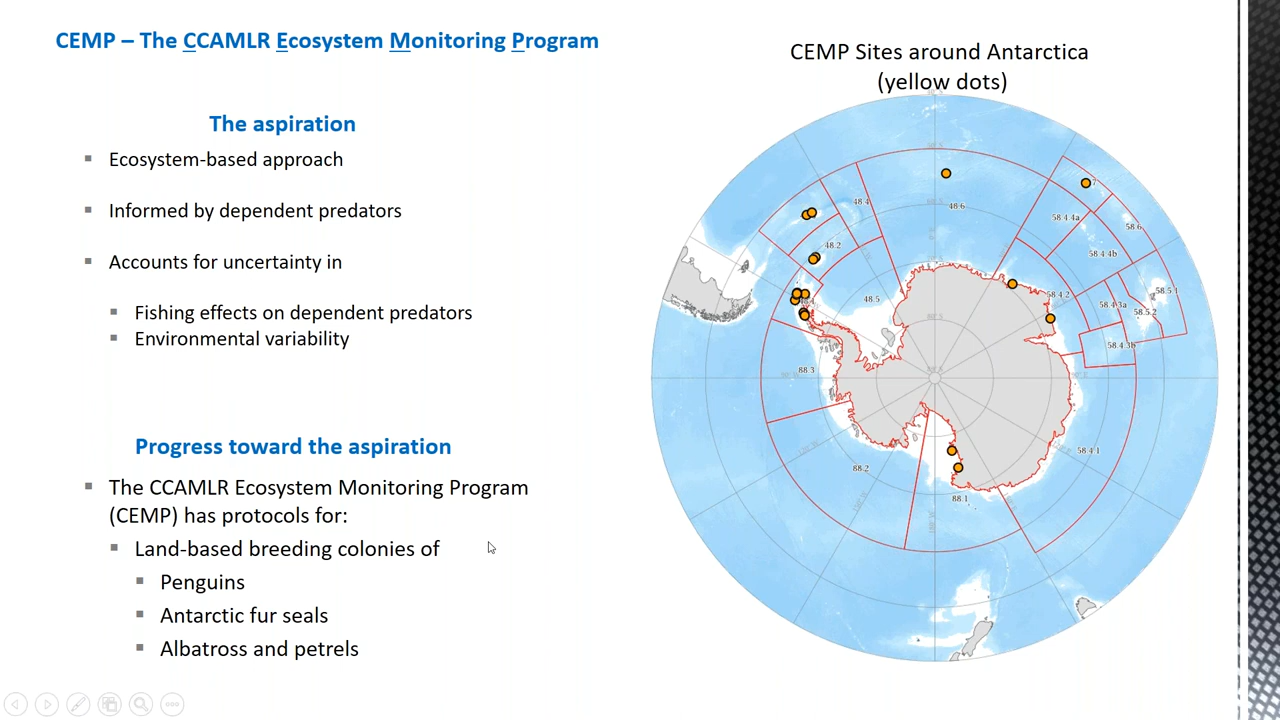 CEMP – The CCAMLR Ecosystem Monitoring Program
The aspiration
Ecosystem-based approach
Informed by dependent predators
Accounts for uncertainty in
Fishing effects on dependent predators
Environmental variability
Progress toward the aspiration
The CCAMLR Ecosystem Monitoring Program
(CEMP) has protocols for:
Land-based breeding colonies of
Penguins
Antarctic fur seals
Albatross and petrels
CEMP Sites around Antarctica
(yellow dots)
48.4
48.6
48.2
48.5
88.3
88.2
88.1
58.4.1
58.4.2
58.4.3a
58.4.3b
58.4.4a
58.4.4b
58.5.1
58.5.2
58.6